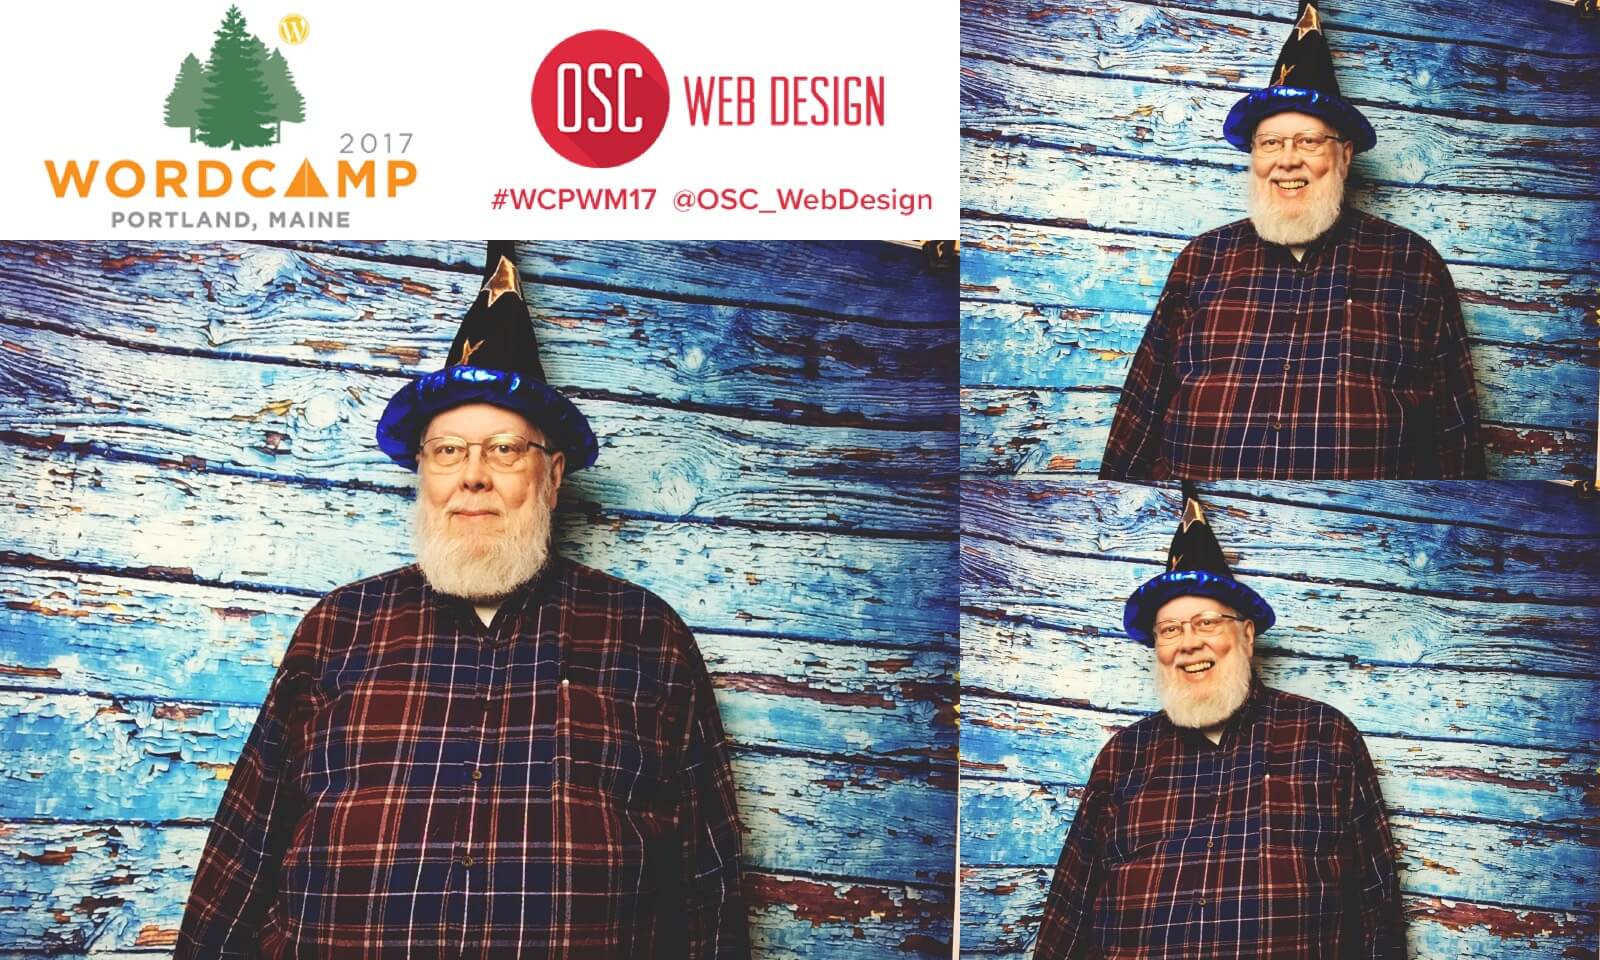 2017
WORDCAMP
PORTLAND, MAINE
OSC WEB DESIGN
#WCPWM17 @OSC_WebDesign
W